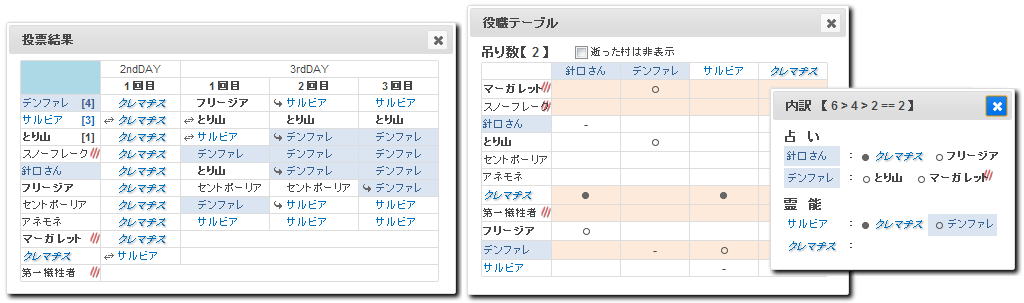 投票結果
2ndDAY 3rdDAY
1回目 1回目 2回目 3回目
デンファレ [4] クレマチス フリージア サルビア サルビア
サルビア [3] クレマチス とり山 とり山 とり山
とり山 [1] クレマチス サルビア デンファレ デンファレ
スノーフレーク クレマチス デンファレ デンファレ デンファレ
針口さん クレマチス とり山 デンファレ デンファレ
フリージア クレマチス セントポーリア セントポーリア デンファレ
セントポーリア クレマチス デンファレ サルビア サルビア
アネモネ クレマチス サルビア サルビア サルビア
マーガレット クレマチス
クレマチス サルビア
第一犠牲者
役職テーブル
吊り数【 2 】 逝った村は非表示
針口さん デンファレ サルビア クレマチス
マーガレット ○
スノーフレーク
針口さん -
とり山 ○
セントポーリア
アネモネ
クレマチス ● ●
第一犠牲者
フリージア ○
デンファレ - ○
サルビア -
内訳 【 6 > 4 > 2 == 2 】
占 い
針口さん : ● クレマチス ○ フリージア
デンファレ : ○ とり山 ○ マーガレット
霊 能
サルビア : ● クレマチス ○ デンファレ
クレマチス :